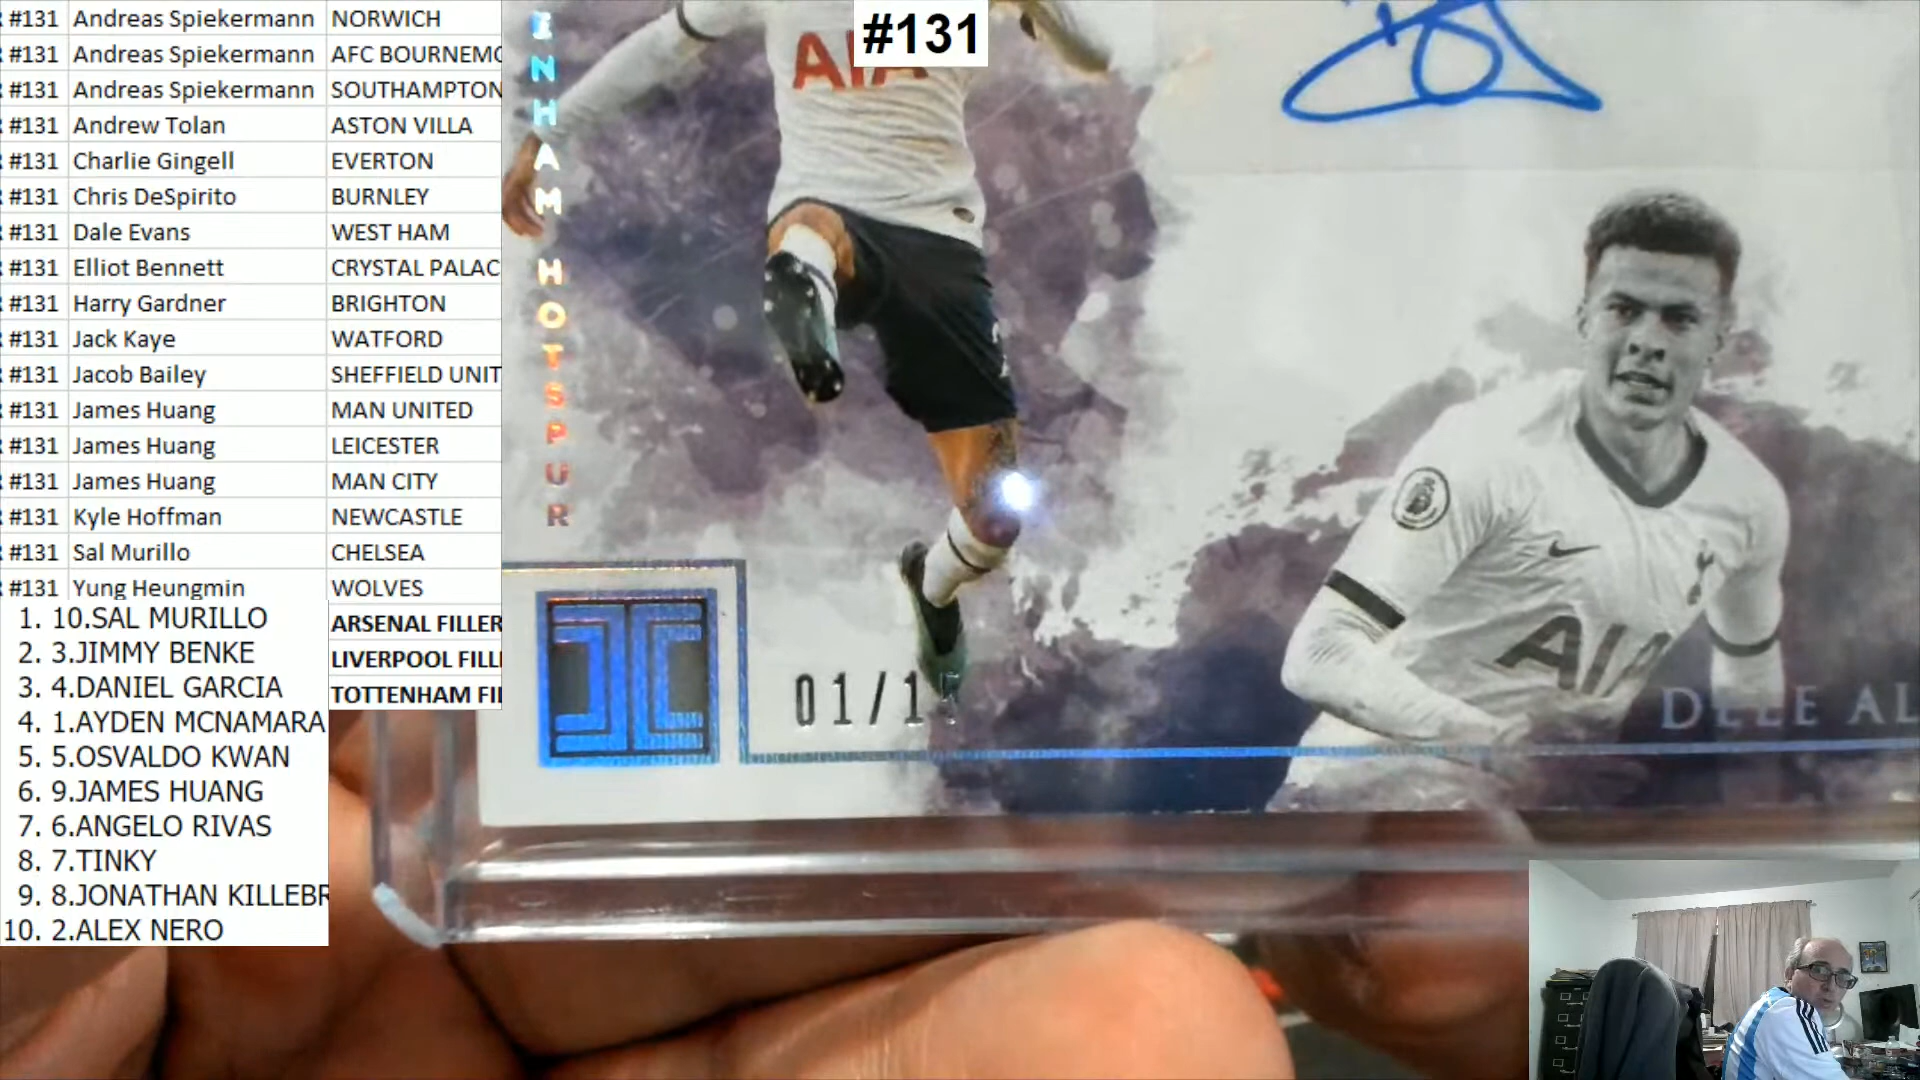 #131 Andreas Spiekermann NORWICH
#131 Andreas Spiekermann AFC BOURNEMO
#131 Andreas Spiekermann SOUTHAMPTON
#131 Andrew Tolan ASTON VILLA
#131 Charlie Gingell EVERTON
#131 Chris DeSpirito BURNLEY
#131 Dale Evans WEST HAM
#131 Elliot Bennett CRYSTAL PALAC
#131 Harry Gardner BRIGHTON
#131 Jack Kaye WATFORD
#131 Jacob Bailey SHEFFIELD UNIT
#131 James Huang MAN UNITED
#131 James Huang LEICESTER
#131 James Huang MAN CITY
#131 Kyle Hoffman NEWCASTLE
#131 Sal Murillo CHELSEA
#131 Yung Heungmin WOLVES
ARSENAL FILLER
LIVERPOOL FILL
TOTTENHAM FI
1. 10.SAL MURILLO
2. 3.JIMMY BENKE
3. 4.DANIEL GARCIA
4. 1.AYDEN MCNAMARA
5. 5.OSVALDO KWAN
6. 9.JAMES HUANG
7. 6.ANGELO RIVAS
8. 7.TINKY
9. 8.JONATHAN KILLEBR
10. 2.ALEX NERO
#131
ENHAM HOTSPUR
AIA
01/15
AIA
DELE AL